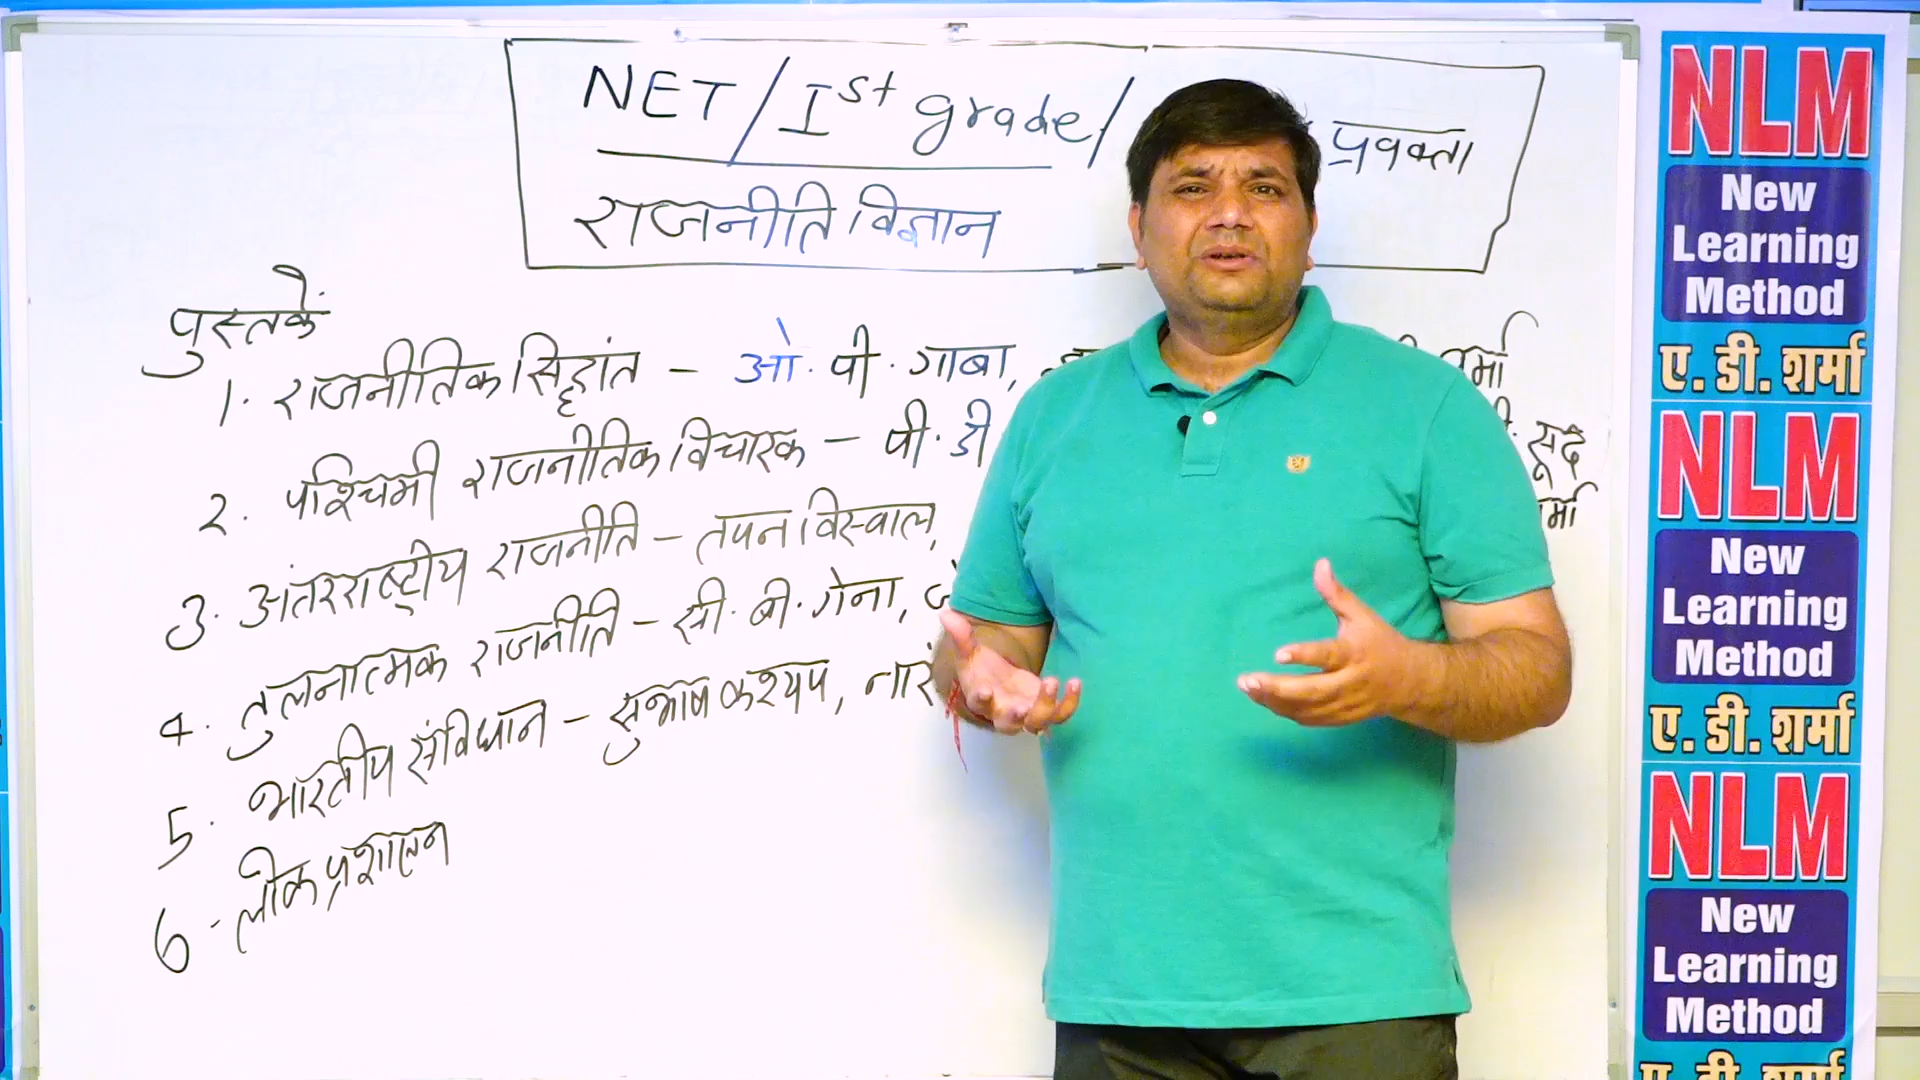 NET/Ist grade/ प्रवक्ता
राजनीति विज्ञान
पुस्तकें
1. राजनीतिक सिद्धांत - ओ. पी. गाबा, शर्मा
2. पश्चिमी राजनीतिक विचारक - पी. डी सूद
3. अंतरराष्ट्रीय राजनीति - तपन विस्वाल,
4. तुलनात्मक राजनीति - सी. बी. गेना,
5. भारतीय संविधान - सुभाष कश्यप,
6. लोक प्रशासन
NLM
New
Learning
Method
ए. डी. शर्मा
NLM
New
Learning
Method
ए. डी. शर्मा
NLM
New
Learning
Method
ए. डी. शर्मा